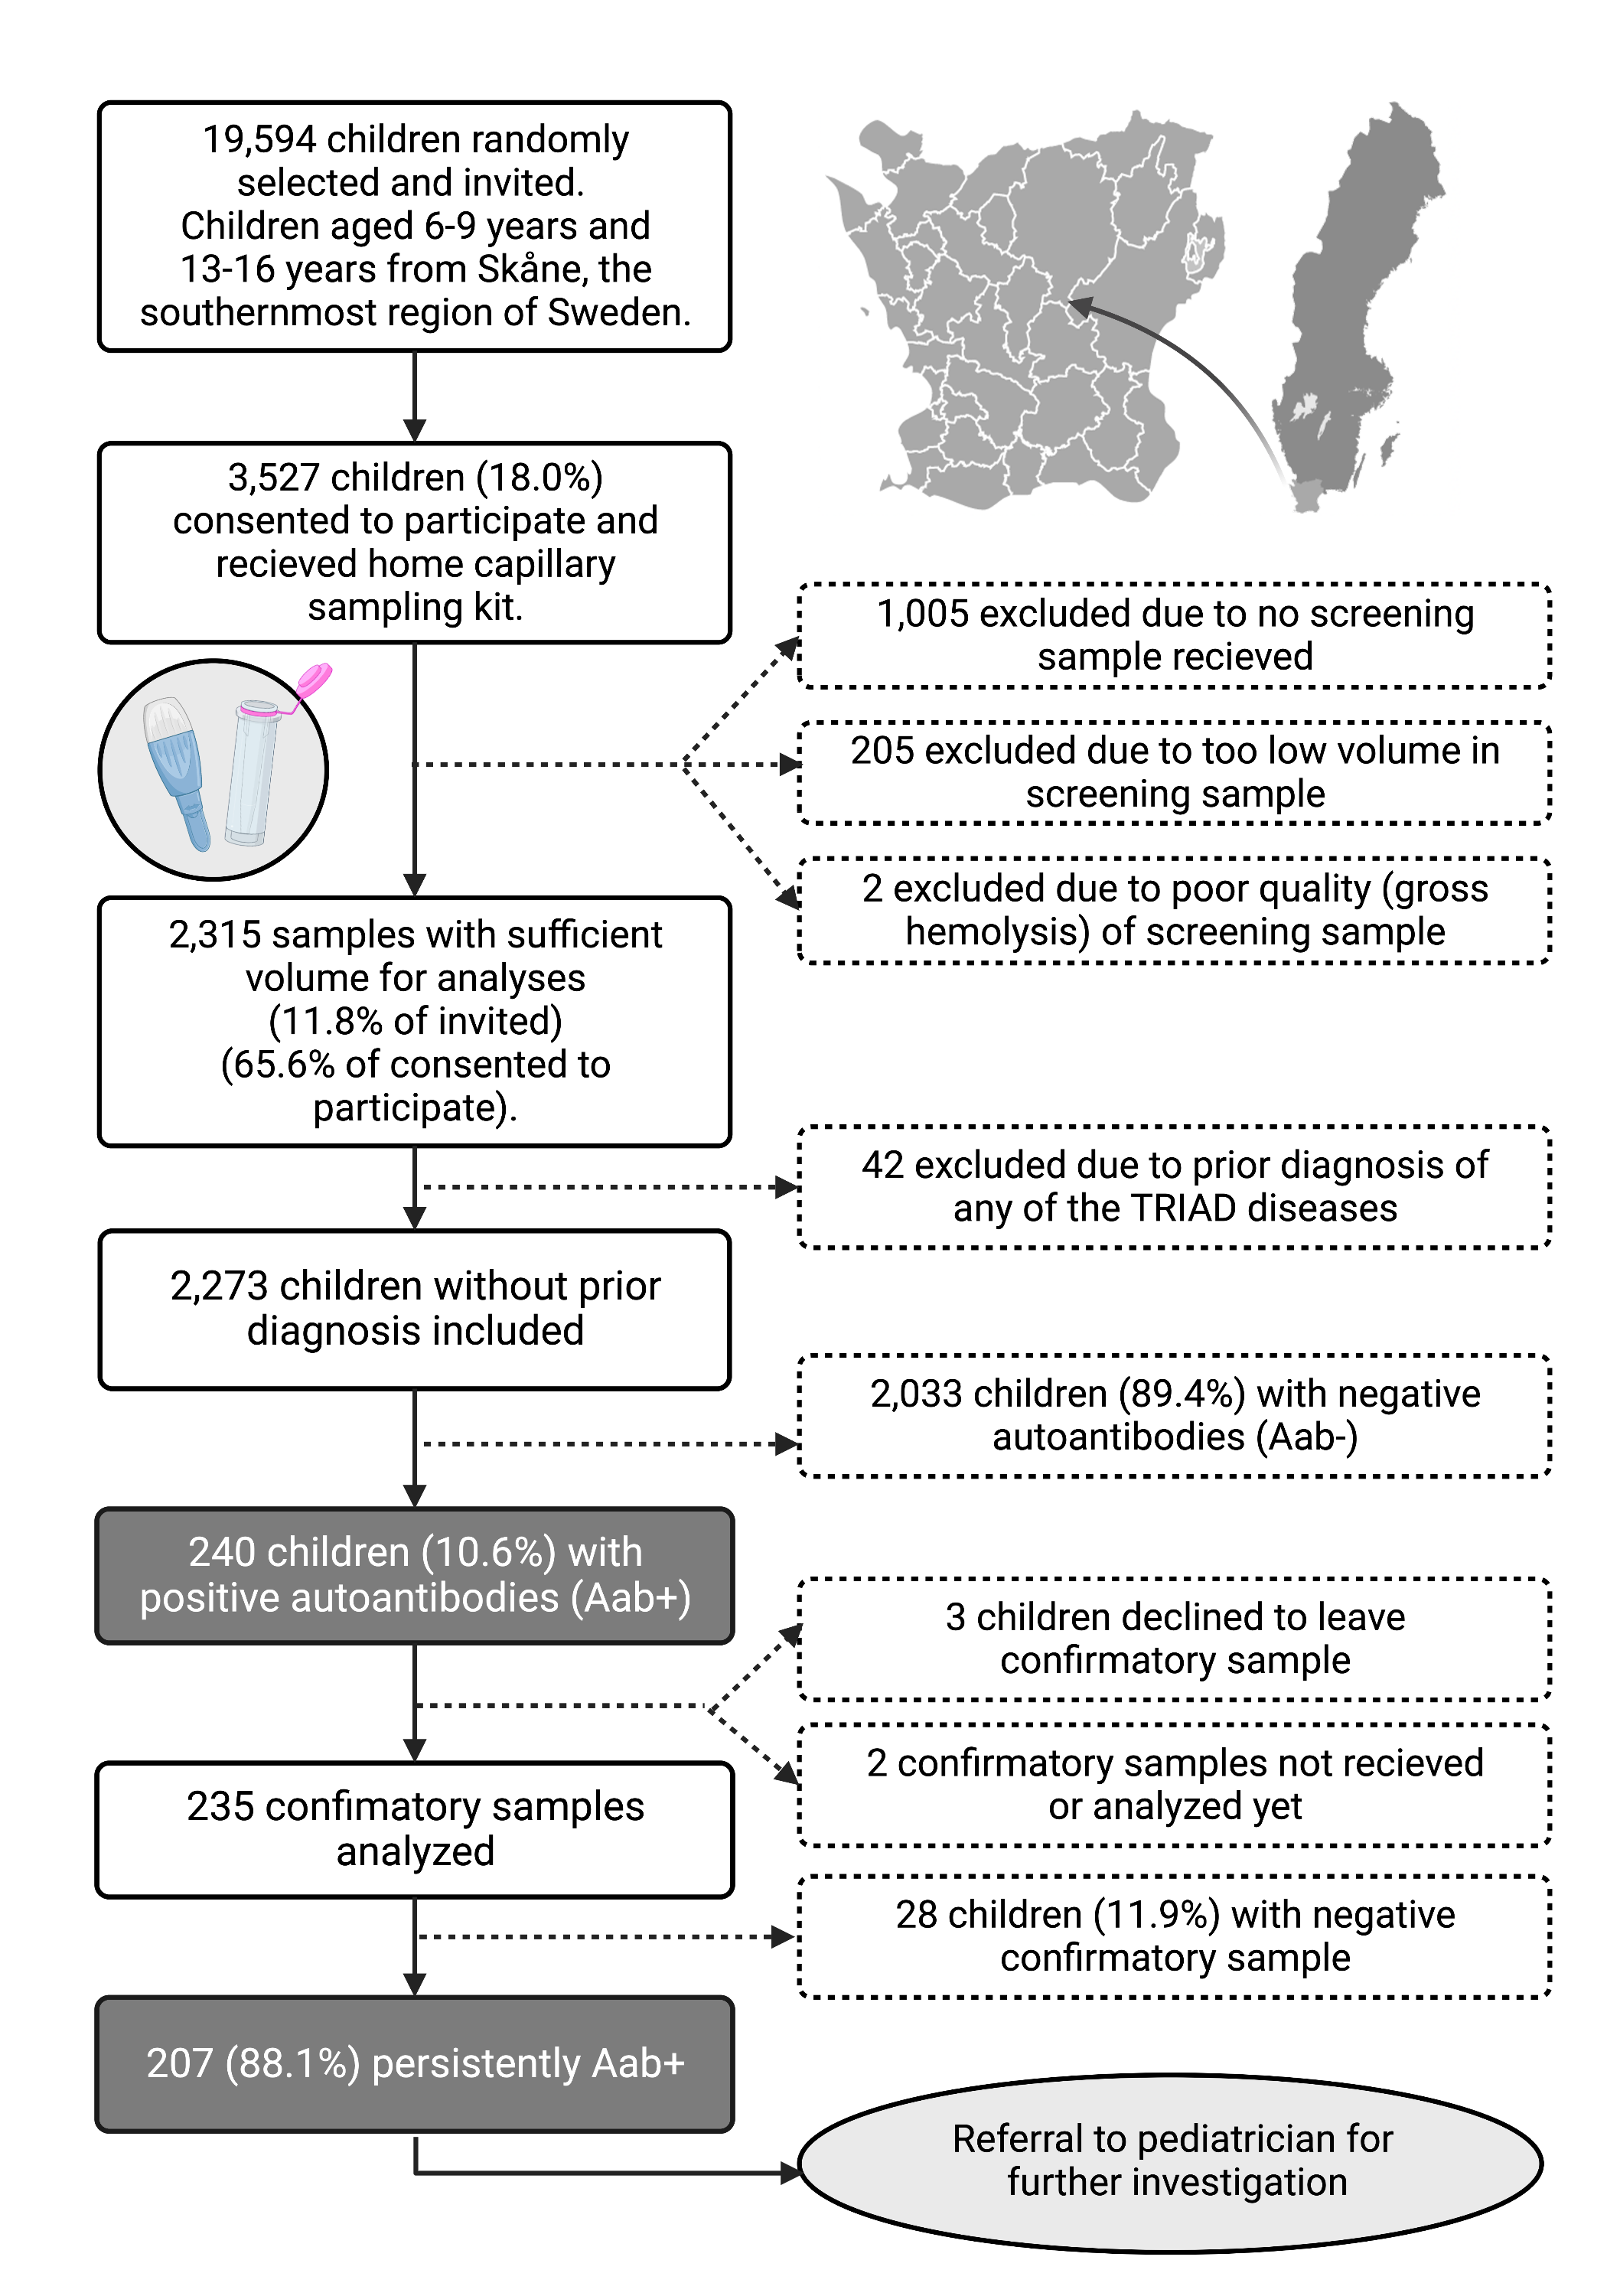 19,594 children randomly
selected and invited.
Children aged 6-9 years and
13-16 years from Skåne, the
southernmost region of Sweden.
3,527 children (18.0%)
consented to participate and
recieved home capillary
sampling kit.
1,005 excluded due to no screening
sample recieved
205 excluded due to too low volume in
screening sample
2 excluded due to poor quality (gross
hemolysis) of screening sample
2,315 samples with sufficient
volume for analyses
(11.8% of invited)
(65.6% of consented to
participate).
42 excluded due to prior diagnosis of
any of the TRIAD diseases
2,273 children without prior
diagnosis included
2,033 children (89.4%) with negative
autoantibodies (Aab-)
240 children (10.6%) with
positive autoantibodies (Aab+)
3 children declined to leave
confirmatory sample
2 confirmatory samples not recieved
or analyzed yet
235 confimatory samples
analyzed
28 children (11.9%) with negative
confirmatory sample
207 (88.1%) persistently Aab+
Referral to pediatrician for
further investigation